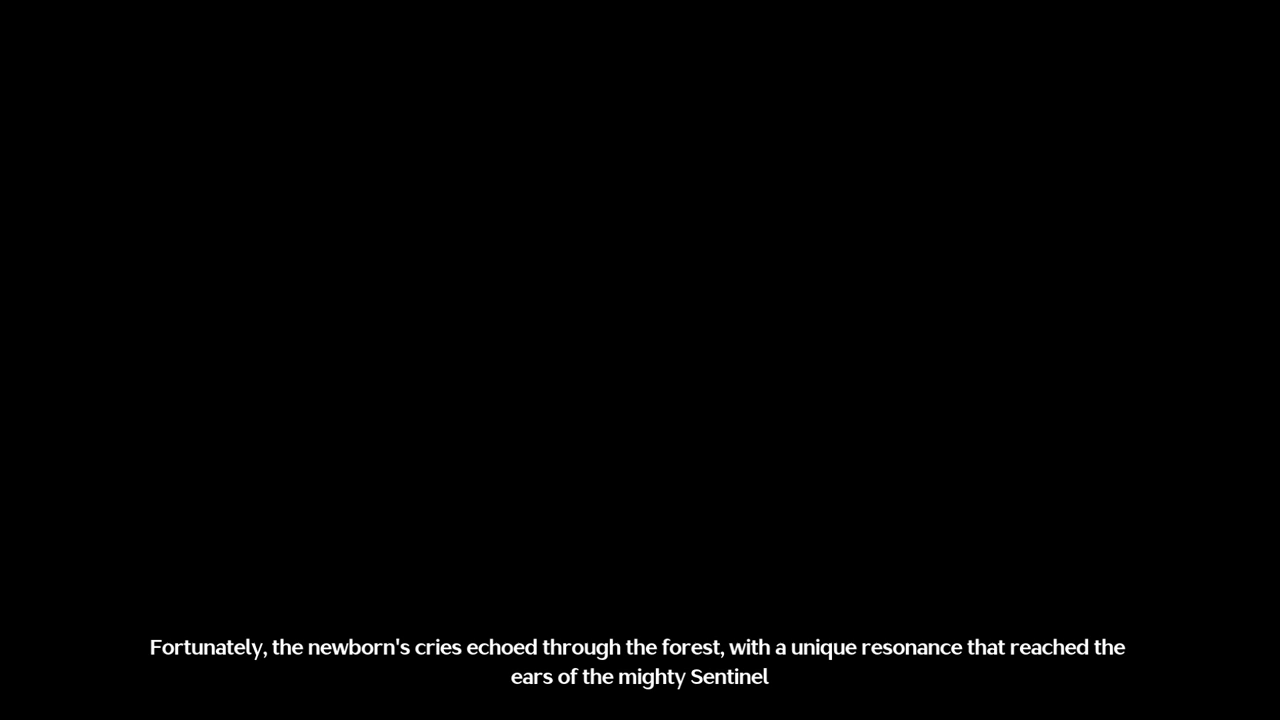 Fortunately, the newborn's cries echoed through the forest, with a unique resonance that reached the
ears of the mighty Sentinel